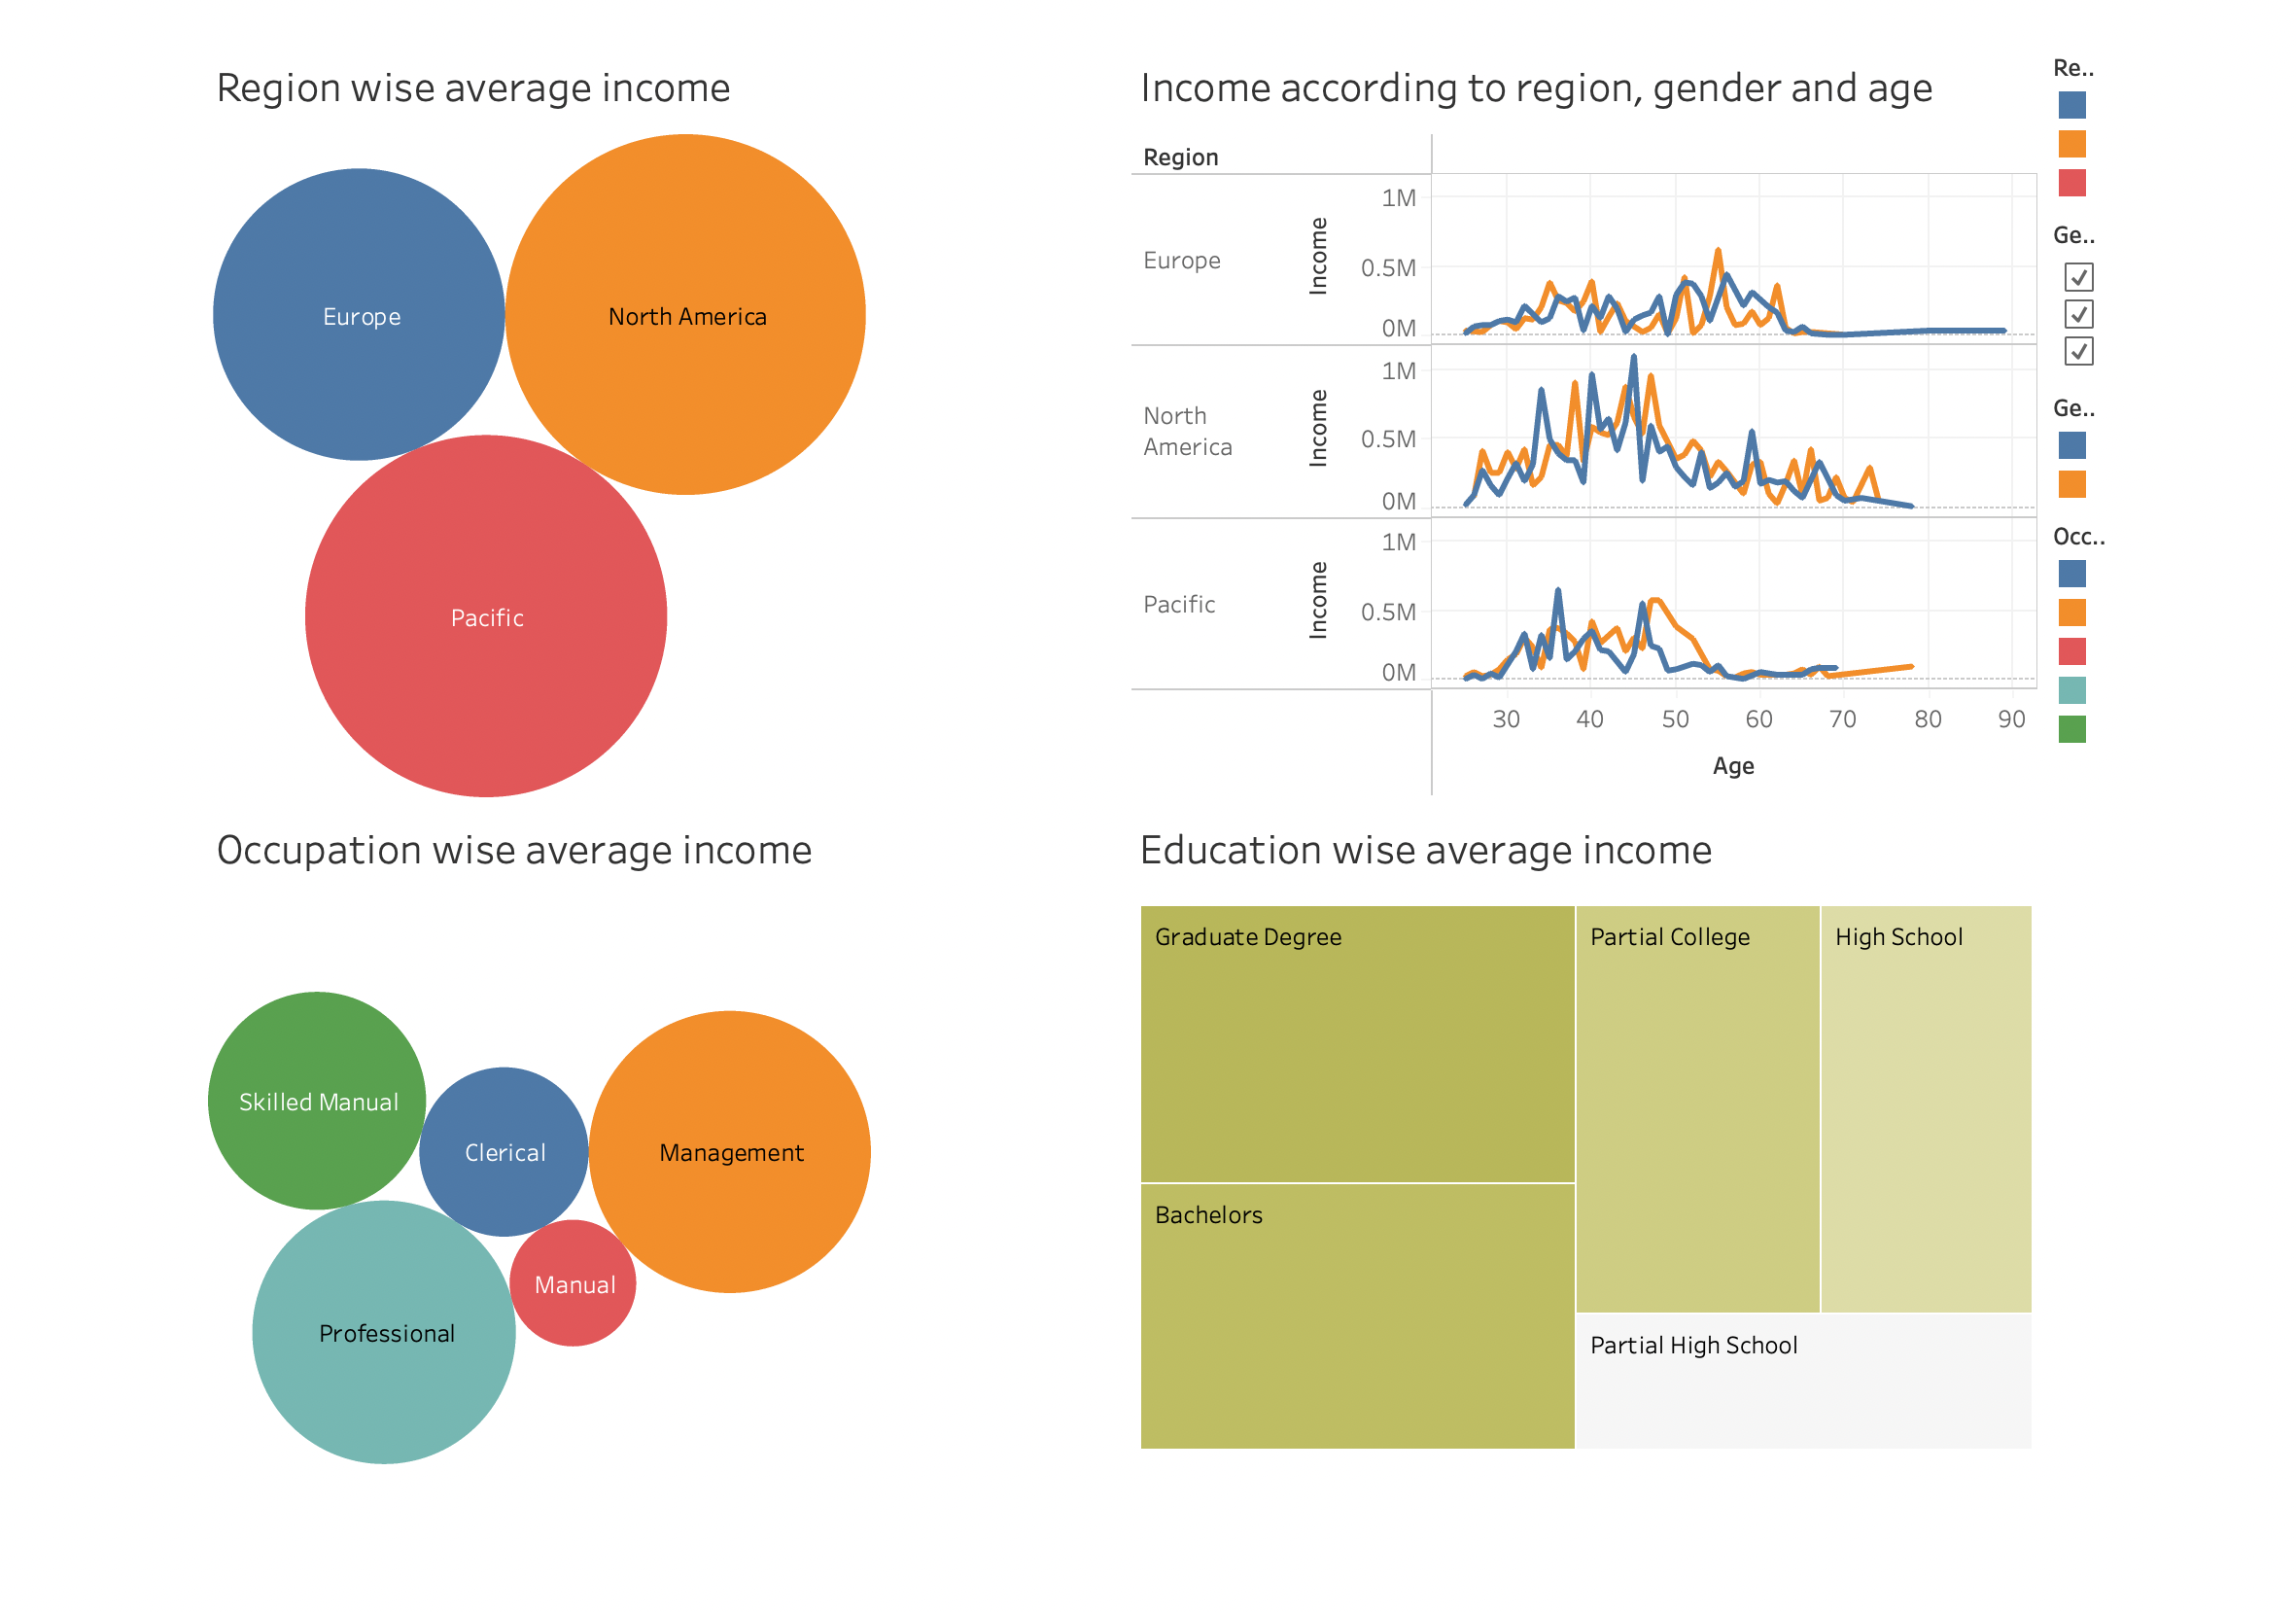 Region wise average income
Europe
North America
Pacific
Income according to region, gender and age
Region
Europe
Income
1M
0.5M
0M
North
America
Income
1M
0.5M
0M
Pacific
Income
1M
0.5M
0M
30 40 50 60 70 80 90
Age
Re..
Ge..
Ge..
Occ..
Occupation wise average income
Skilled Manual
Clerical
Management
Manual
Professional
Education wise average income
Graduate Degree
Partial College
High School
Bachelors
Partial High School